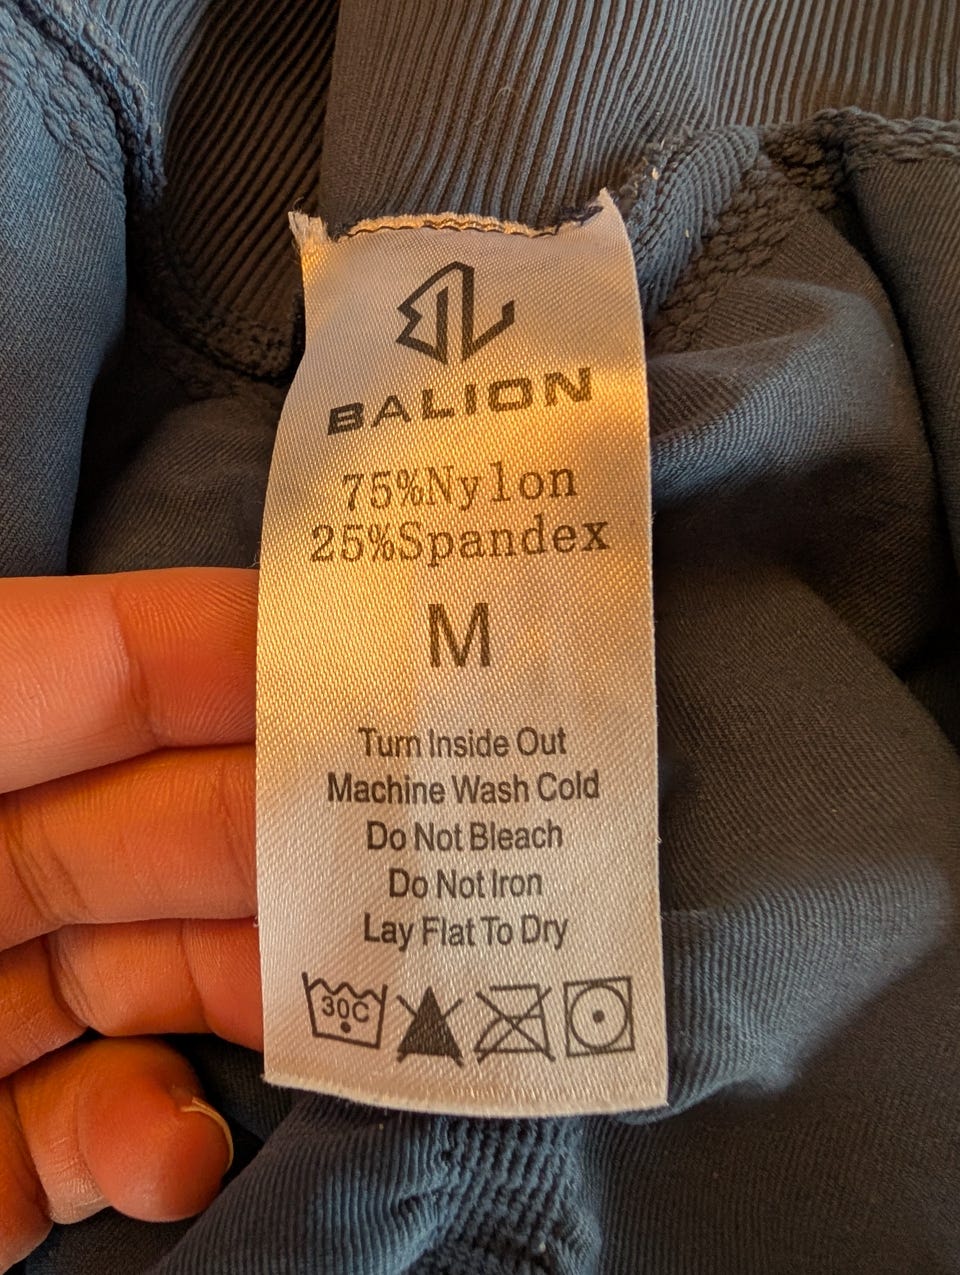 BALION
75%Nylon
25%Spandex
M
Turn Inside Out
Machine Wash Cold
Do Not Bleach
Do Not Iron
Lay Flat To Dry
30C